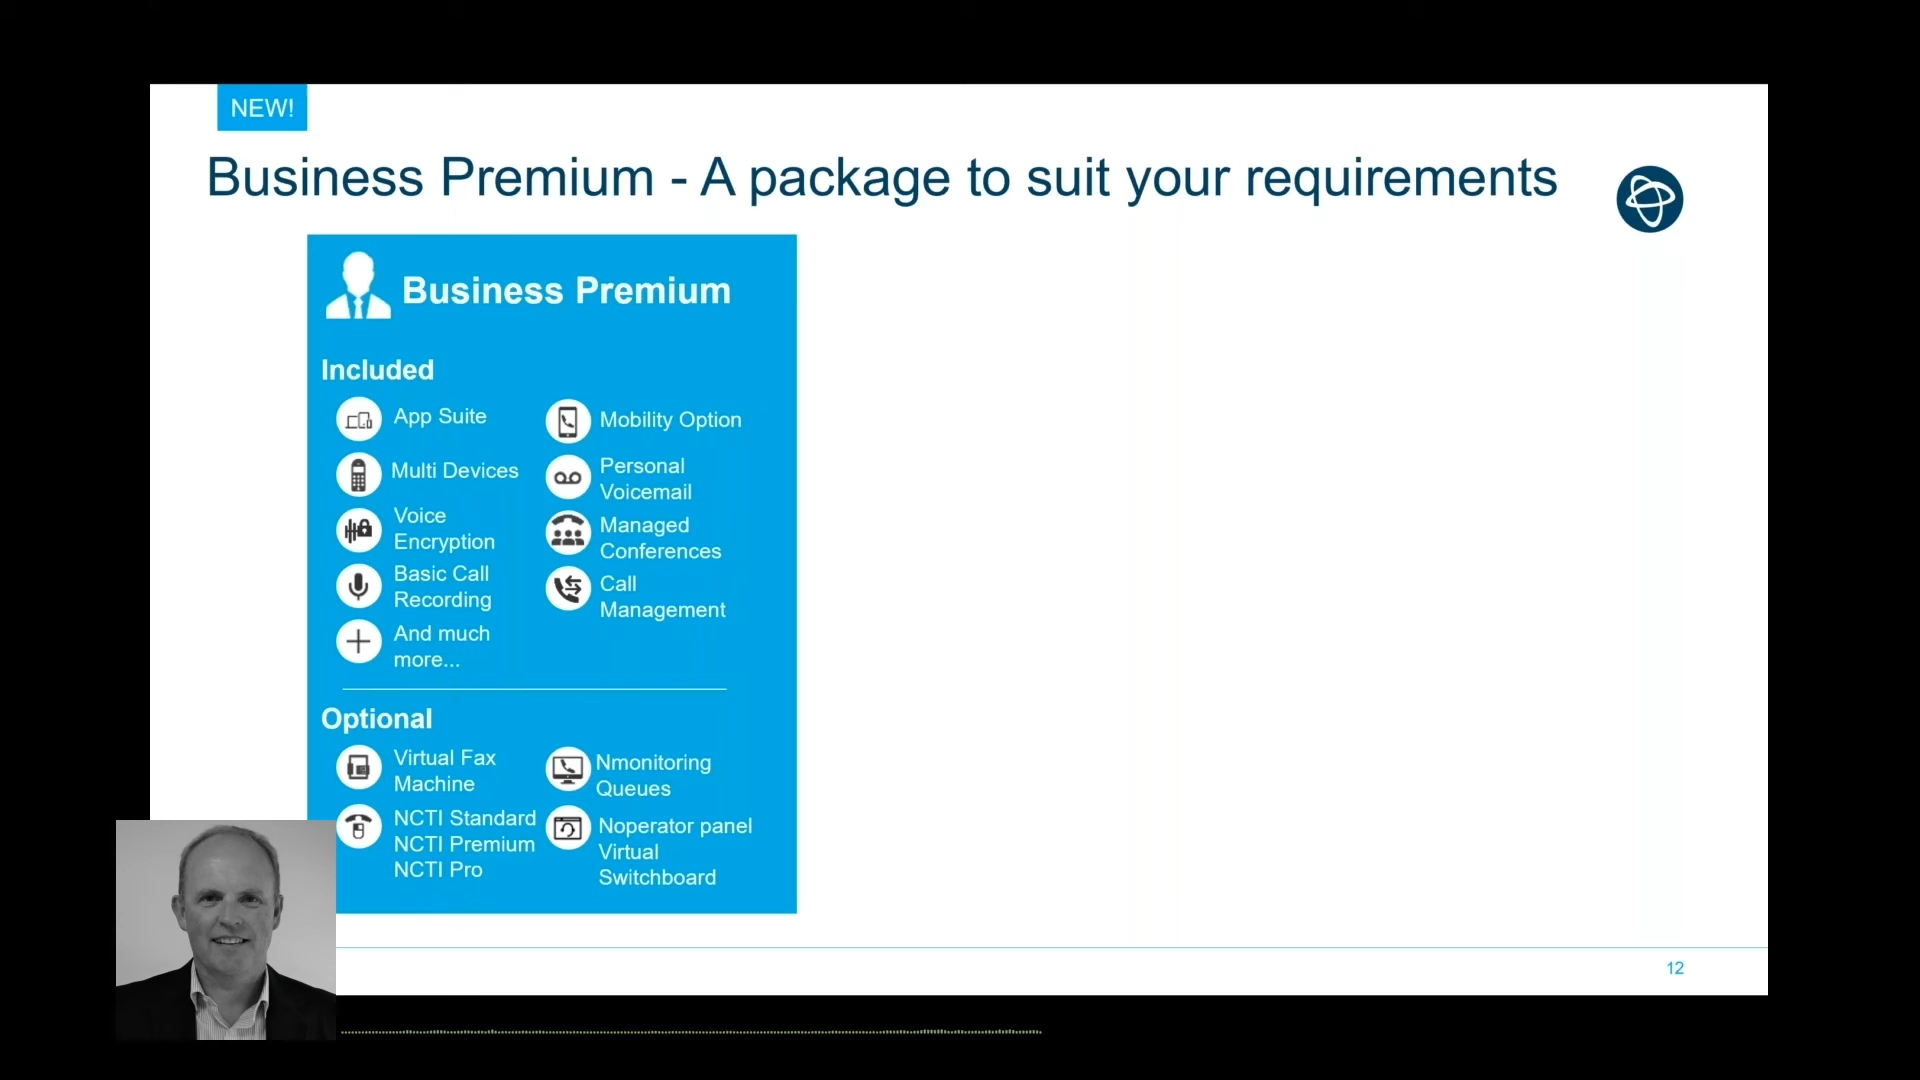 NEW!
Business Premium - A package to suit your requirements
Business Premium
Included
App Suite
Multi Devices
Voice
Encryption
Basic Call
Recording
And much
more...
Mobility Option
Personal
Voicemail
Managed
Conferences
Call
Management
Optional
Virtual Fax
Machine
NCTI Standard
NCTI Premium
NCTI Pro
Nmonitoring
Queues
Noperator panel
Virtual
Switchboard
12